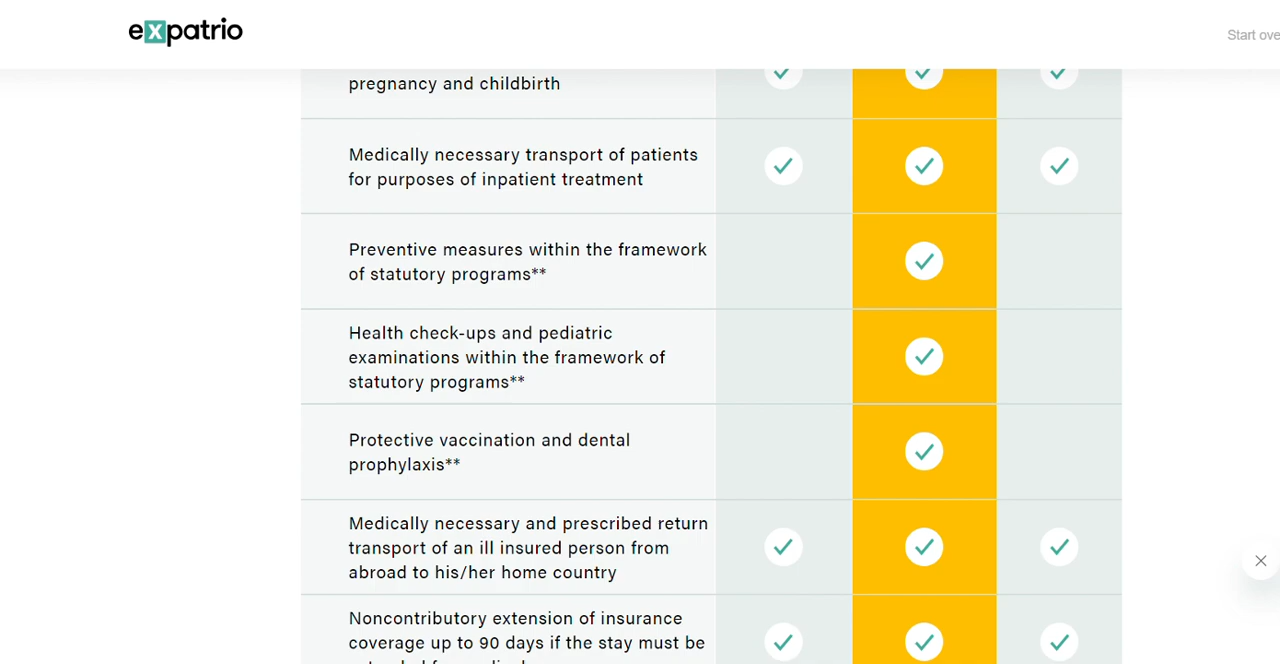 expatrio
Start ove
pregnancy and childbirth
Medically necessary transport of patients
for purposes of inpatient treatment
Preventive measures within the framework
of statutory programs**
Health check-ups and pediatric
examinations within the framework of
statutory programs**
Protective vaccination and dental
prophylaxis**
Medically necessary and prescribed return
transport of an ill insured person from
abroad to his/her home country
Noncontributory extension of insurance
coverage up to 90 days if the stay must be